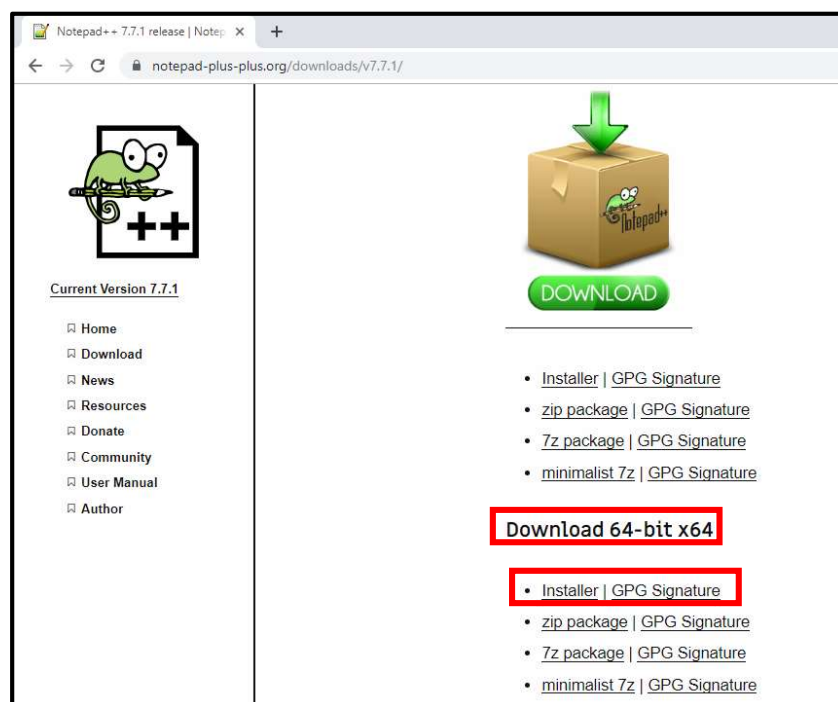 Notepad++ 7.7.1 release | Notep
notepad-plus-plus.org/downloads/v7.7.1/
++
Current Version 7.7.1
Home
Download
News
Resources
Donate
Community
User Manual
Author
Notepad++
DOWNLOAD
Installer | GPG Signature
zip package | GPG Signature
7z package | GPG Signature
minimalist 7z | GPG Signature
Download 64-bit x64
Installer | GPG Signature
zip package | GPG Signature
7z package | GPG Signature
minimalist 7z | GPG Signature